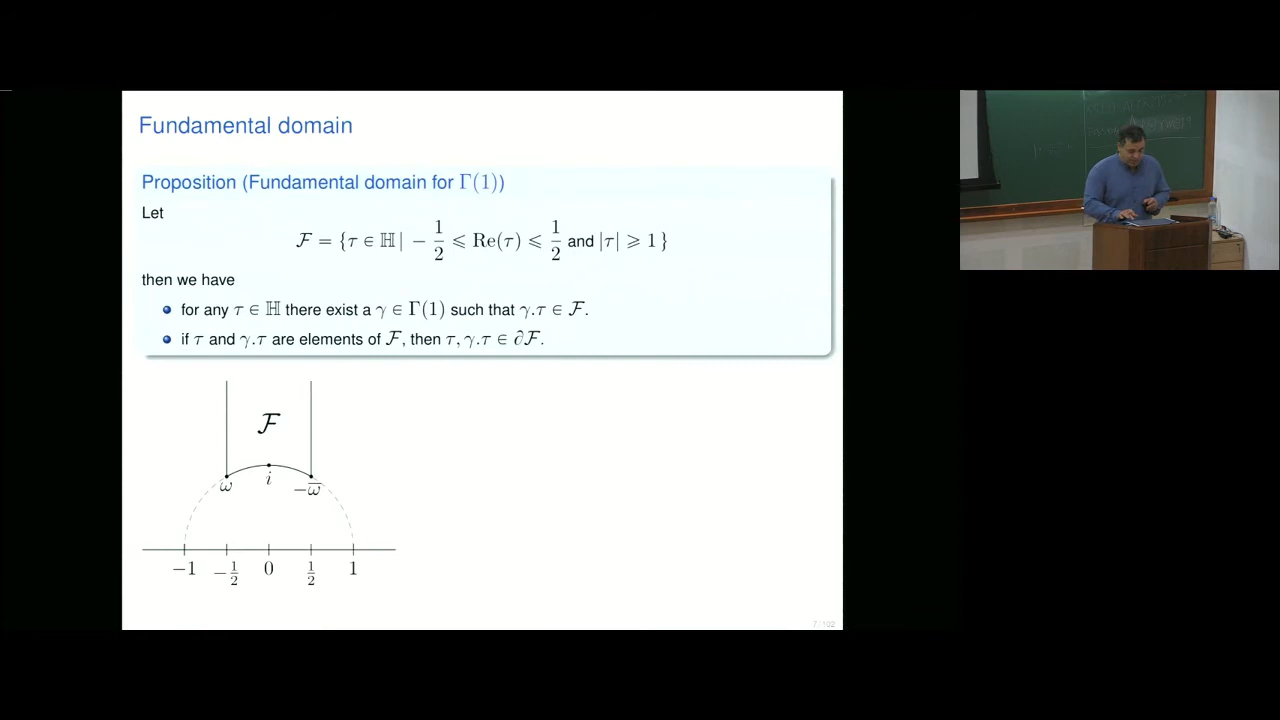 Fundamental domain
Proposition (Fundamental domain for Γ(1))
Let
ℱ = {τ ∈ ℍ | − 1/2 ⩽ Re(τ) ⩽ 1/2 and |τ| ⩾ 1 }
then we have
for any τ ∈ ℍ there exist a γ ∈ Γ(1) such that γ.τ ∈ ℱ.
if τ and γ.τ are elements of ℱ, then τ, γ.τ ∈ ∂ℱ.
ℱ
ω i −ω̅
−1 −1/2 0 1/2 1
7 / 102